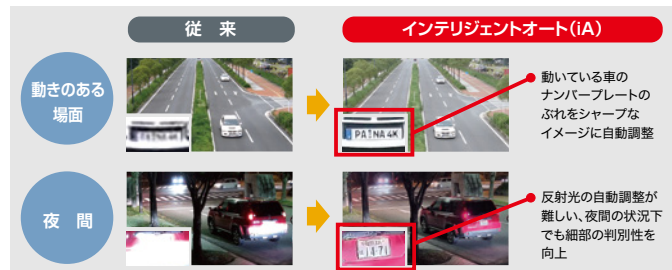 従 来
インテリジェントオート(iA)
動きのある
場面
PA1NA 4K
動いている車の
ナンバープレートの
ぶれをシャープな
イメージに自動調整
夜 間
14-71
反射光の自動調整が
難しい、夜間の状況下
でも細部の判別性を
向上